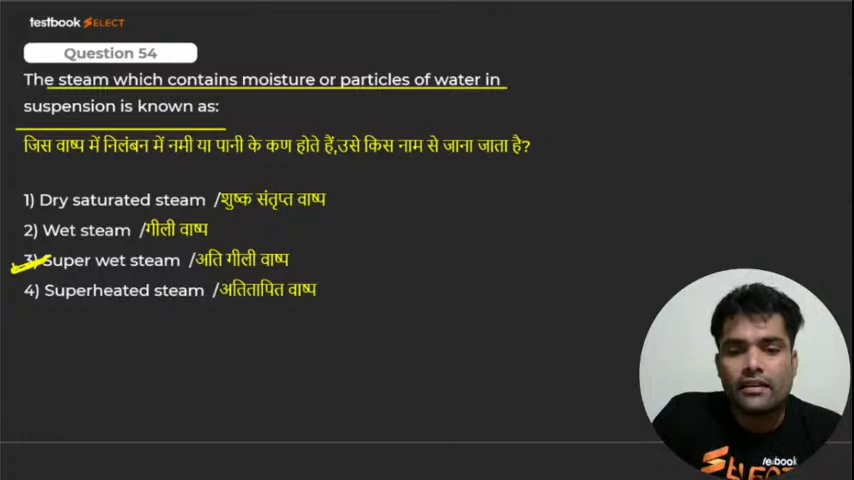 testbook SELECT
Question 54
The steam which contains moisture or particles of water in
suspension is known as:
जिस वाष्प में निलंबन में नमी या पानी के कण होते हैं,उसे किस नाम से जाना जाता है?
1) Dry saturated steam /शुष्क संतृप्त वाष्प
2) Wet steam /गीली वाष्प
3) Super wet steam /अति गीली वाष्प
4) Superheated steam /अतितापित वाष्प
testbook
SELECT